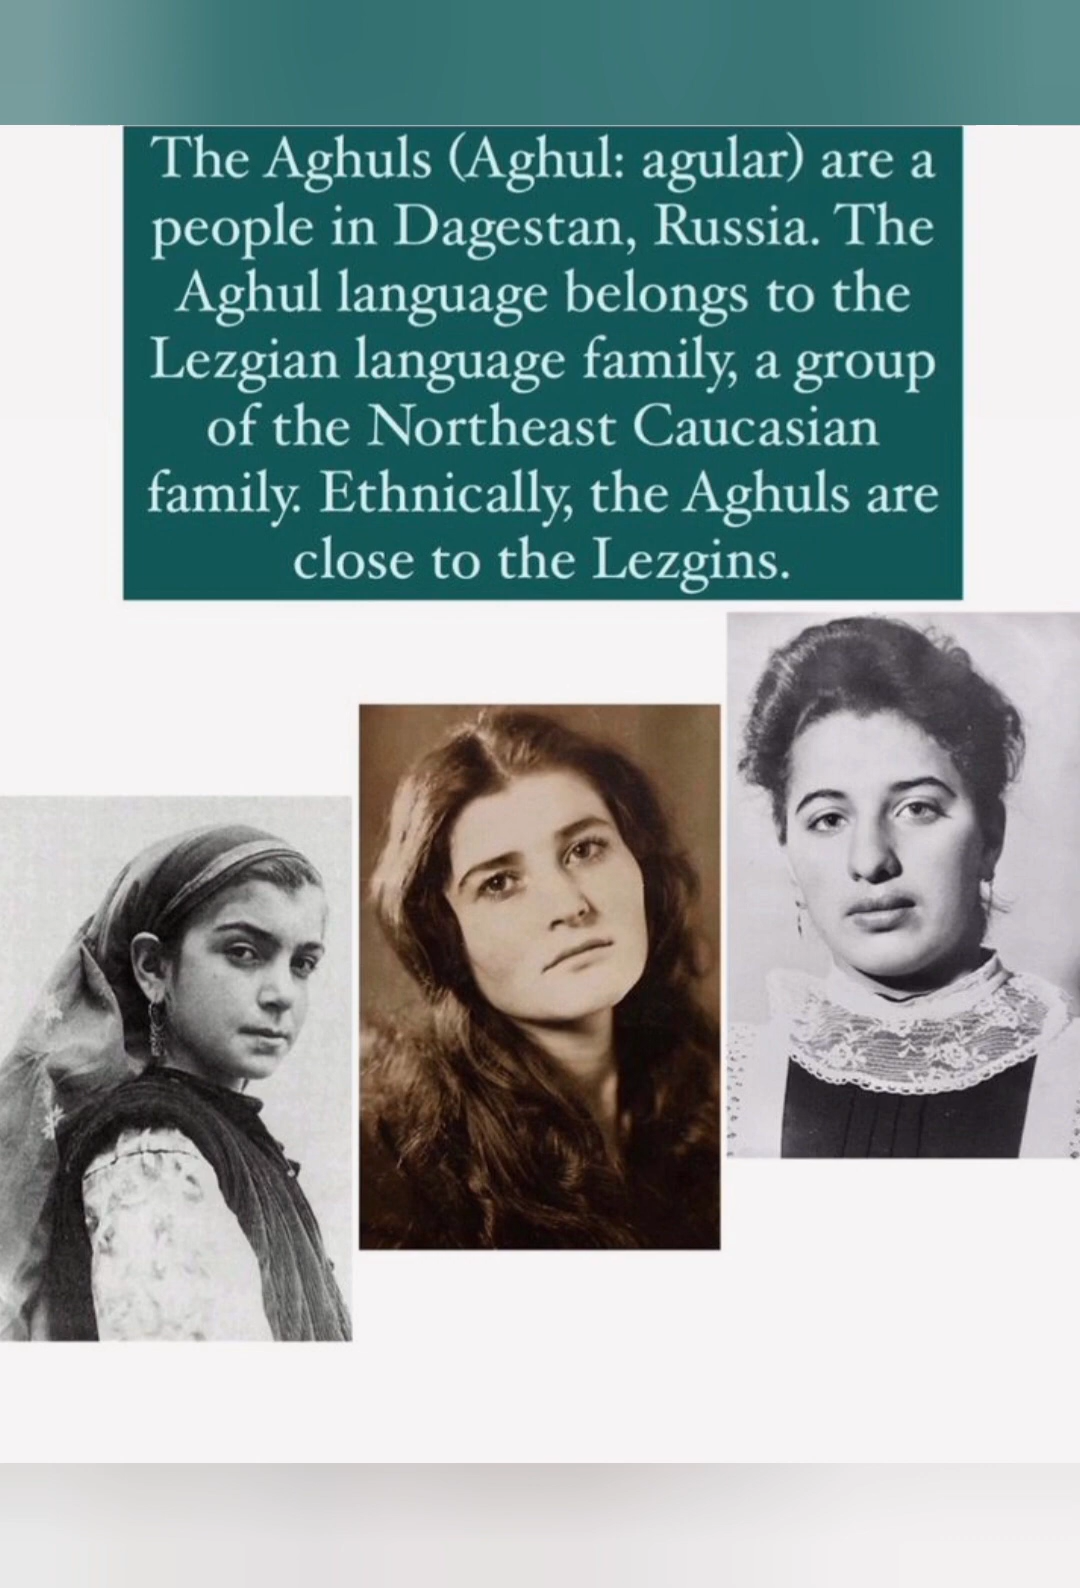 The Aghuls (Aghul: agular) are a
people in Dagestan, Russia. The
Aghul language belongs to the
Lezgian language family, a group
of the Northeast Caucasian
family. Ethnically, the Aghuls are
close to the Lezgins.